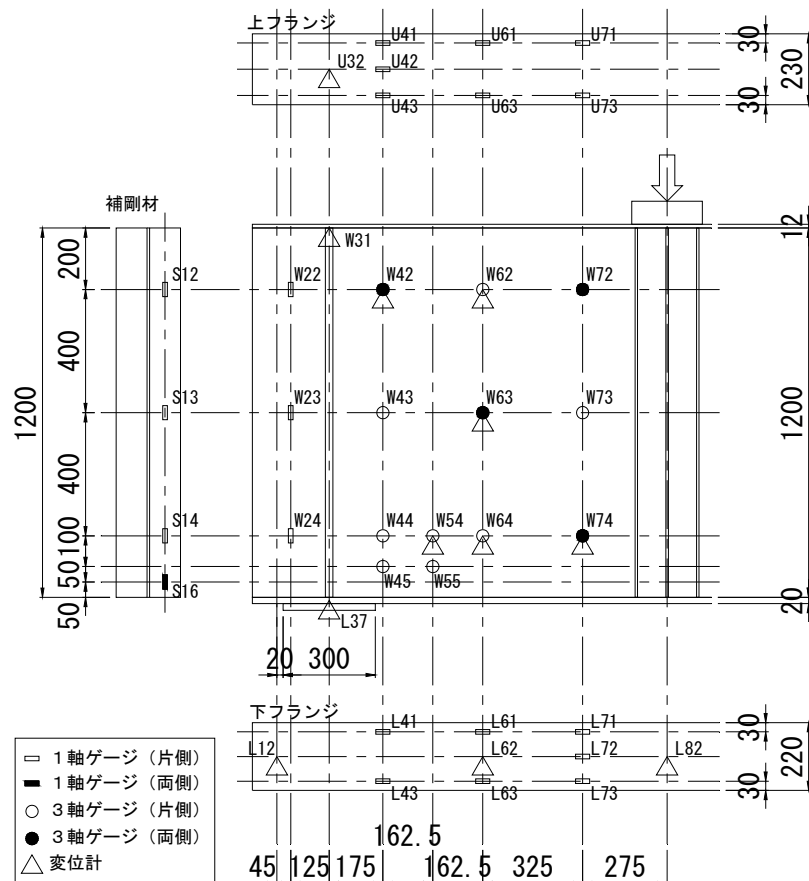 上フランジ
U41 U61 U71
U32 U42
U43 U63 U73
30
230
30
補剛材
W31
12
200
S12 W22 W42 W62 W72
400
1200
S13 W23 W43 W63 W73
1200
400
S14 W24 W44 W54 W64 W74
100
50
S16 W45 W55
50
L37
20
20 300
下フランジ
L41 L61 L71
30
L12 L62 L72 L82
220
L43 L63 L73
30
1軸ゲージ（片側）
1軸ゲージ（両側）
3軸ゲージ（片側）
3軸ゲージ（両側）
変位計
162.5
45 125 175 162.5 325 275